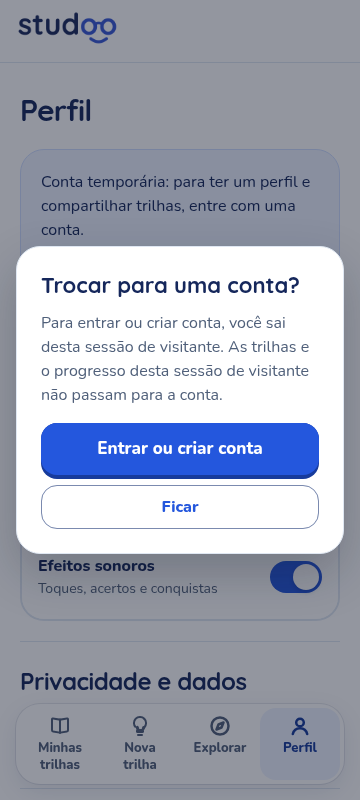 studoo
Perfil
Conta temporária: para ter um perfil e
compartilhar trilhas, entre com uma
conta.
Trocar para uma conta?
Para entrar ou criar conta, você sai
desta sessão de visitante. As trilhas e
o progresso desta sessão de visitante
não passam para a conta.
Entrar ou criar conta
Ficar
Efeitos sonoros
Toques, acertos e conquistas
Privacidade e dados
Minhas
trilhas
Nova
trilha
Explorar
Perfil